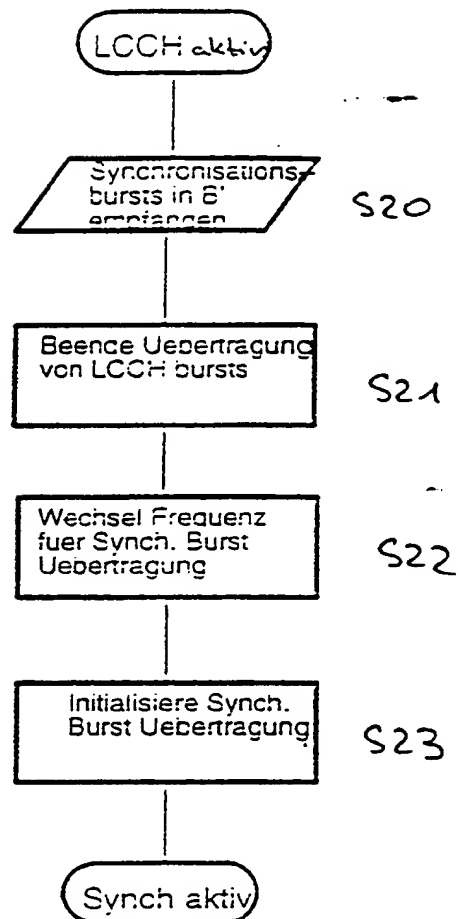 LCCH aktiv
Synchronisations-
bursts in B'
empfangen
S20
Beende Uebertragung
von LCCH bursts
S21
Wechsel Frequenz
fuer Synch. Burst
Uebertragung
S22
Initialisiere Synch.
Burst Uebertragung
S23
Synch aktiv